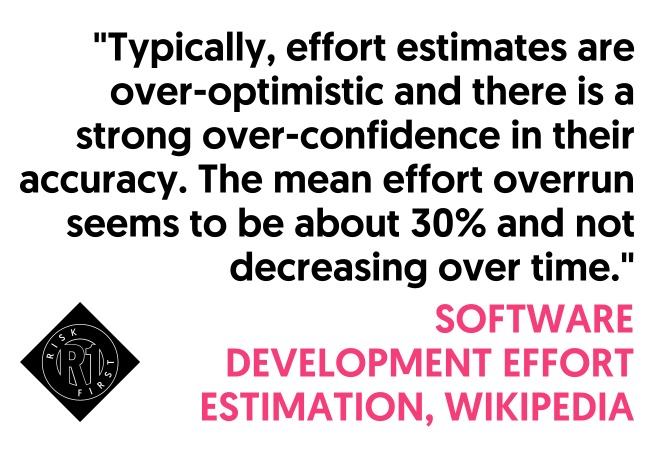 "Typically, effort estimates are
over-optimistic and there is a
strong over-confidence in their
accuracy. The mean effort overrun
seems to be about 30% and not
decreasing over time."
SOFTWARE
DEVELOPMENT EFFORT
ESTIMATION, WIKIPEDIA
RISK
R1
FIRST